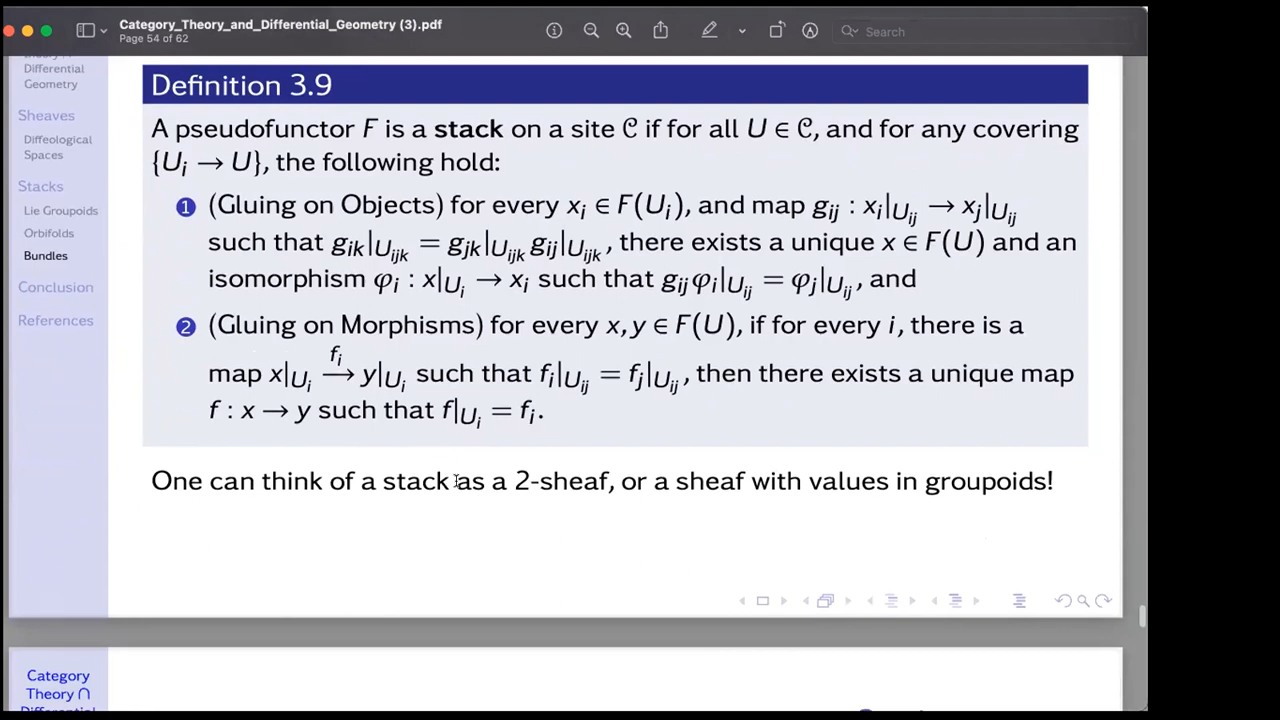 Category_Theory_and_Differential_Geometry (3).pdf
Page 54 of 62
Search
Differential
Geometry
Sheaves
Diffeological
Spaces
Stacks
Lie Groupoids
Orbifolds
Bundles
Conclusion
References
Definition 3.9
A pseudofunctor F is a stack on a site 𝒞 if for all U ∈ 𝒞, and for any covering
{U_i → U}, the following hold:
1 (Gluing on Objects) for every x_i ∈ F(U_i), and map g_ij : x_i|_{U_ij} → x_j|_{U_ij}
such that g_ik|_{U_ijk} = g_jk|_{U_ijk} g_ij|_{U_ijk}, there exists a unique x ∈ F(U) and an
isomorphism φ_i : x|_{U_i} → x_i such that g_ij φ_i|_{U_ij} = φ_j|_{U_ij}, and
2 (Gluing on Morphisms) for every x, y ∈ F(U), if for every i, there is a
map x|_{U_i} →^{f_i} y|_{U_i} such that f_i|_{U_ij} = f_j|_{U_ij}, then there exists a unique map
f : x → y such that f|_{U_i} = f_i.
One can think of a stack as a 2-sheaf, or a sheaf with values in groupoids!
Category
Theory ∩